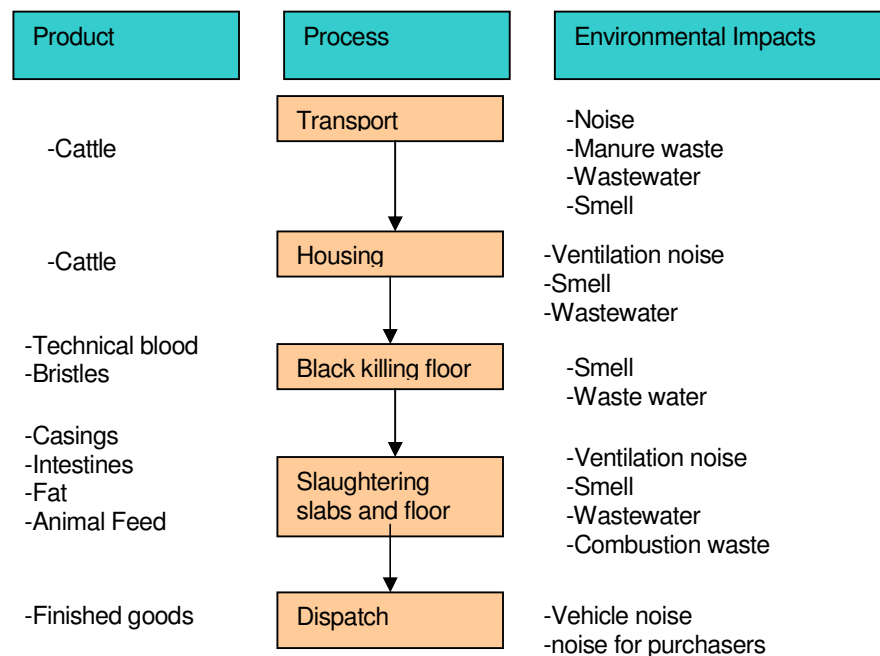 Product
Process
Environmental Impacts
-Cattle
Transport
-Noise
-Manure waste
-Wastewater
-Smell
-Cattle
Housing
-Ventilation noise
-Smell
-Wastewater
-Technical blood
-Bristles
Black killing floor
-Smell
-Waste water
-Casings
-Intestines
-Fat
-Animal Feed
Slaughtering
slabs and floor
-Ventilation noise
-Smell
-Wastewater
-Combustion waste
-Finished goods
Dispatch
-Vehicle noise
-noise for purchasers